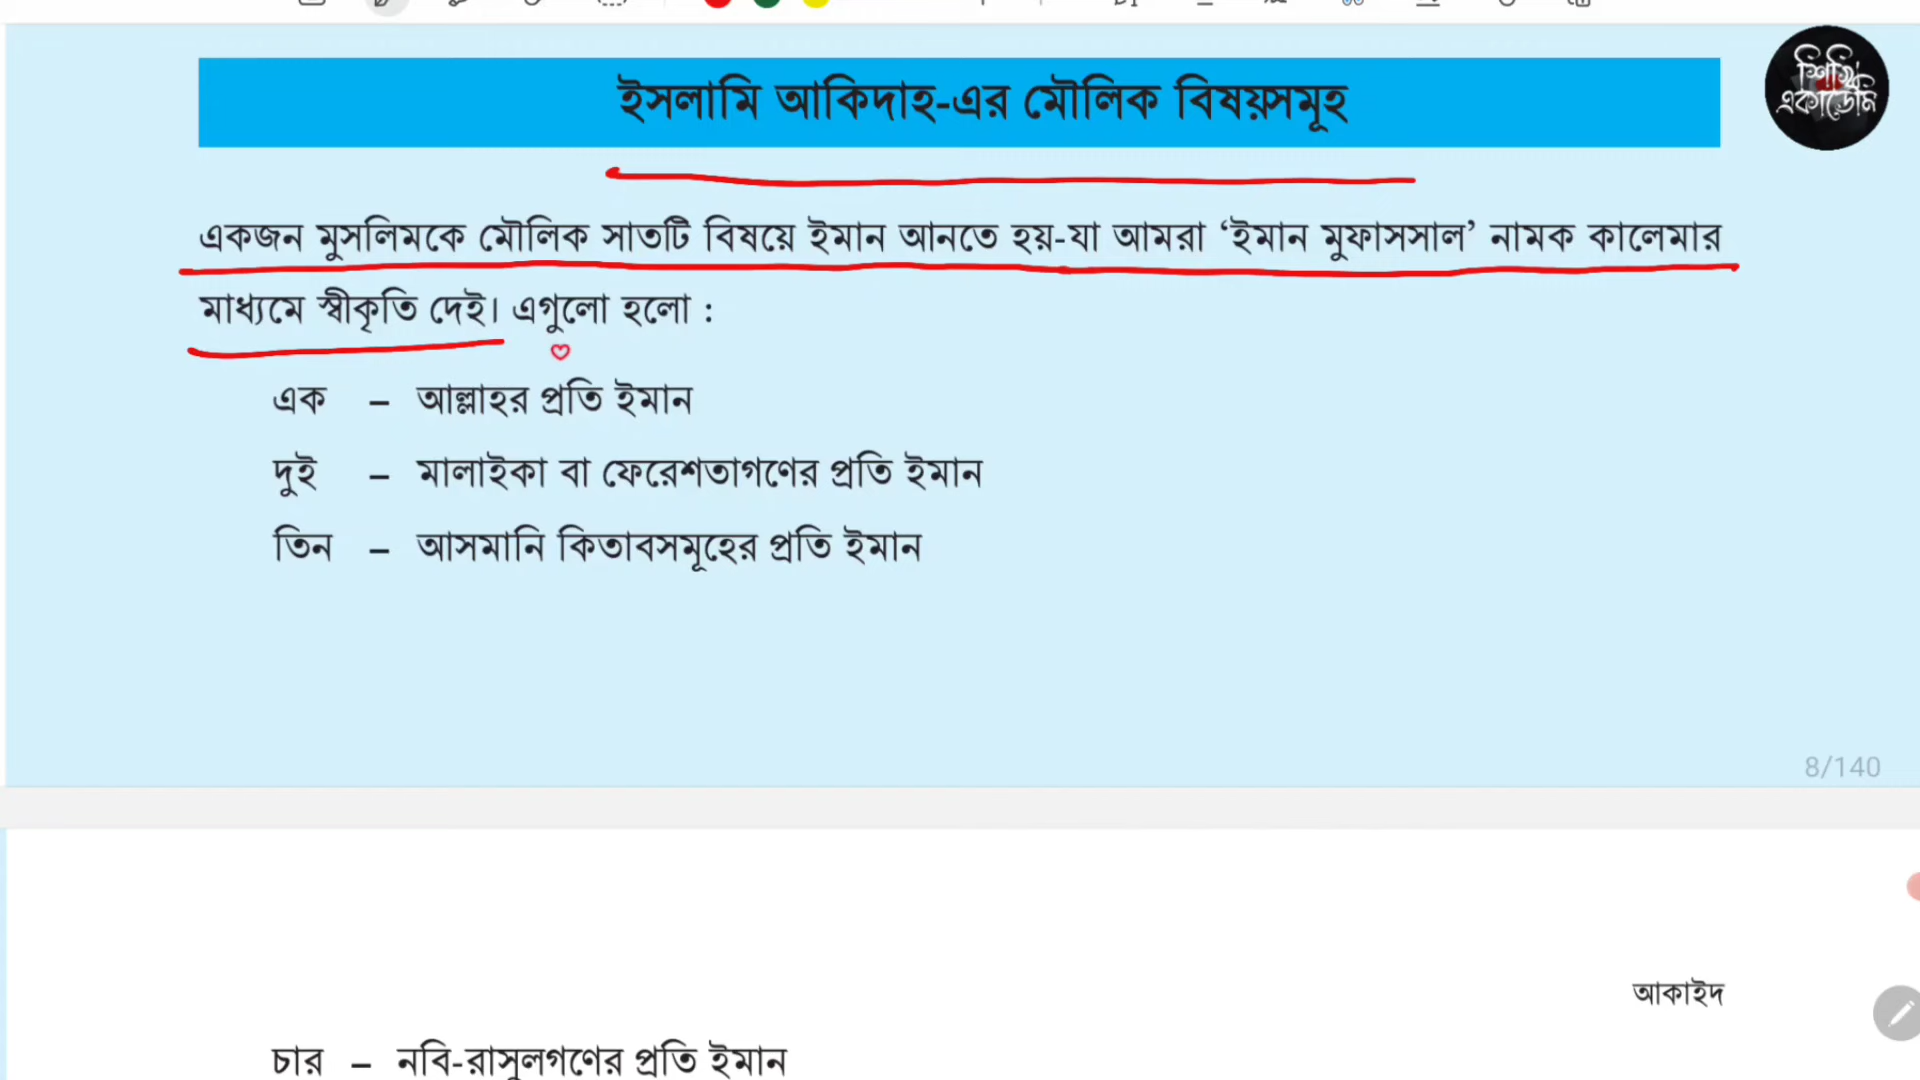 ইসলামি আকিদাহ-এর মৌলিক বিষয়সমূহ
শিখি একাডেমি
একজন মুসলিমকে মৌলিক সাতটি বিষয়ে ইমান আনতে হয়-যা আমরা ‘ইমান মুফাসসাল’ নামক কালেমার
মাধ্যমে স্বীকৃতি দেই। এগুলো হলো :
এক – আল্লাহর প্রতি ইমান
দুই – মালাইকা বা ফেরেশতাগণের প্রতি ইমান
তিন – আসমানি কিতাবসমূহের প্রতি ইমান
8/140
আকাইদ
চার – নবি-রাসুলগণের প্রতি ইমান